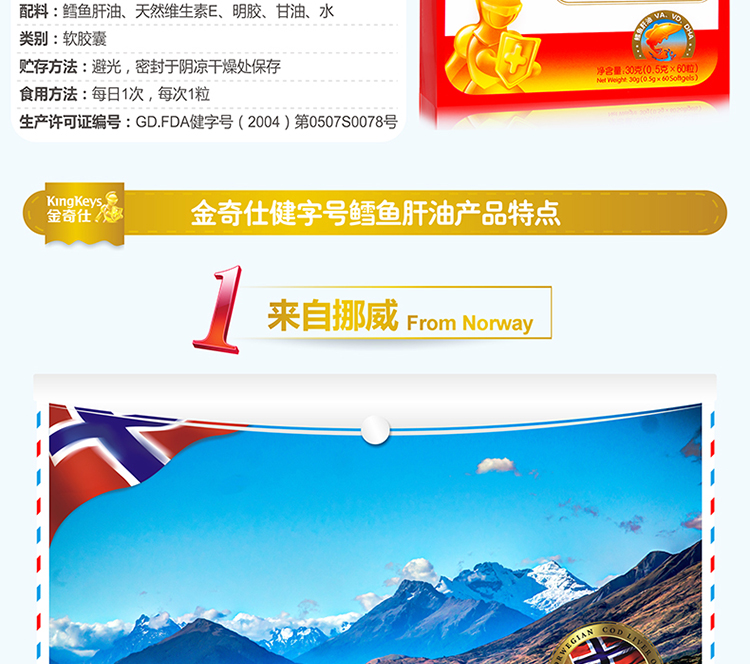 配料：鳕鱼肝油、天然维生素E、明胶、甘油、水
类别：软胶囊
贮存方法：避光，密封于阴凉干燥处保存
食用方法：每日1次，每次1粒
生产许可证编号：GD.FDA健字号（2004）第0507S0078号
鳕鱼肝油 VA、VD、DHA
净含量：30克(0.5克×60粒)
Net Weight: 30g (0.5g×60Softgels)
KingKeys
金奇仕
金奇仕健字号鳕鱼肝油产品特点
1
来自挪威 From Norway
NORWEGIAN COD LIVER